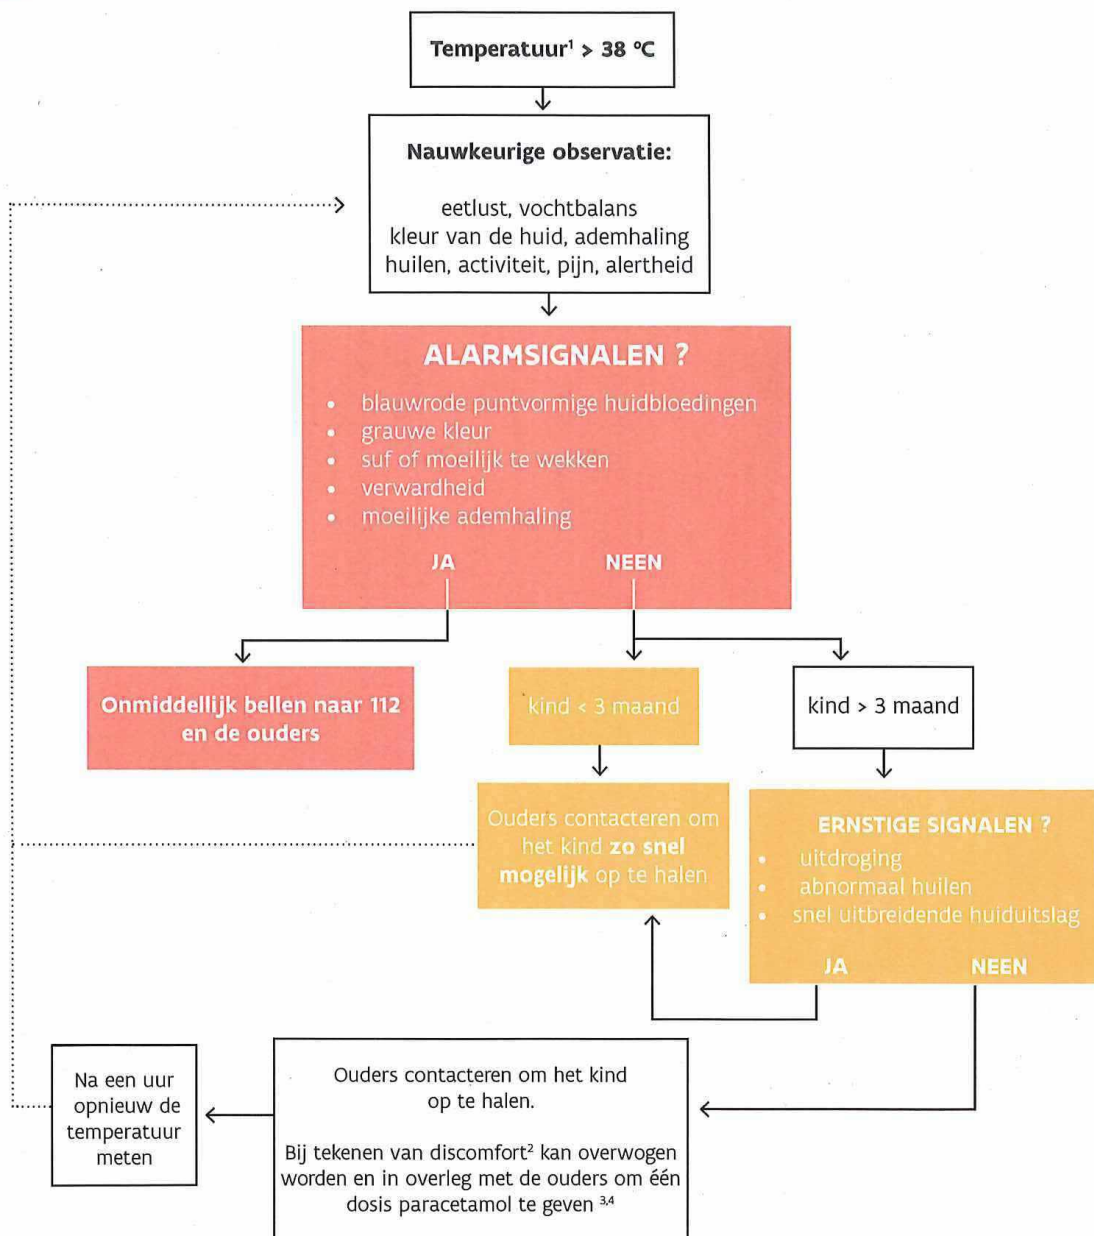 Temperatuur¹ > 38 °C
Nauwkeurige observatie:
eetlust, vochtbalans
kleur van de huid, ademhaling
huilen, activiteit, pijn, alertheid
ALARMSIGNALEN ?
• blauwrode puntvormige huidbloedingen
• grauwe kleur
• suf of moeilijk te wekken
• verwardheid
• moeilijke ademhaling
JA NEEN
Onmiddellijk bellen naar 112
en de ouders
kind < 3 maand
kind > 3 maand
Ouders contacteren om
het kind zo snel
mogelijk op te halen
ERNSTIGE SIGNALEN ?
• uitdroging
• abnormaal huilen
• snel uitbreidende huiduitslag
JA NEEN
Na een uur
opnieuw de
temperatuur
meten
Ouders contacteren om het kind
op te halen.
Bij tekenen van discomfort² kan overwogen
worden en in overleg met de ouders om één
dosis paracetamol te geven ³,⁴